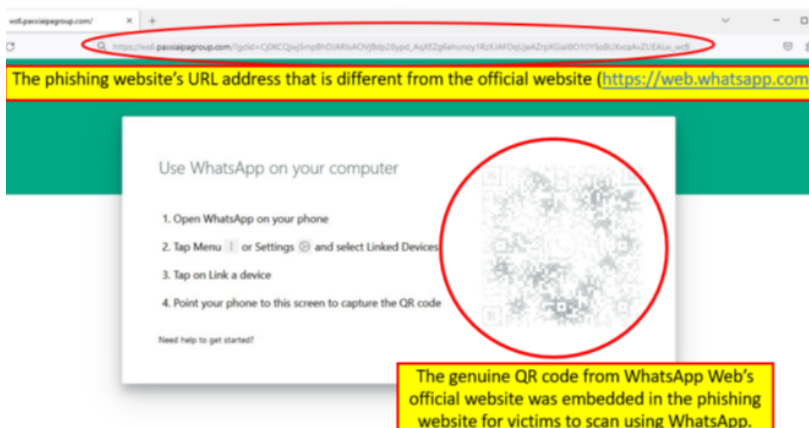 ws6.paxxiaipagroup.com/
The phishing website's URL address that is different from the official website (https://web.whatsapp.com
Use WhatsApp on your computer
1. Open WhatsApp on your phone
2. Tap Menu or Settings and select Linked Devices
3. Tap on Link a device
4. Point your phone to this screen to capture the QR code
Need help to get started?
The genuine QR code from WhatsApp Web's
official website was embedded in the phishing
website for victims to scan using WhatsApp.